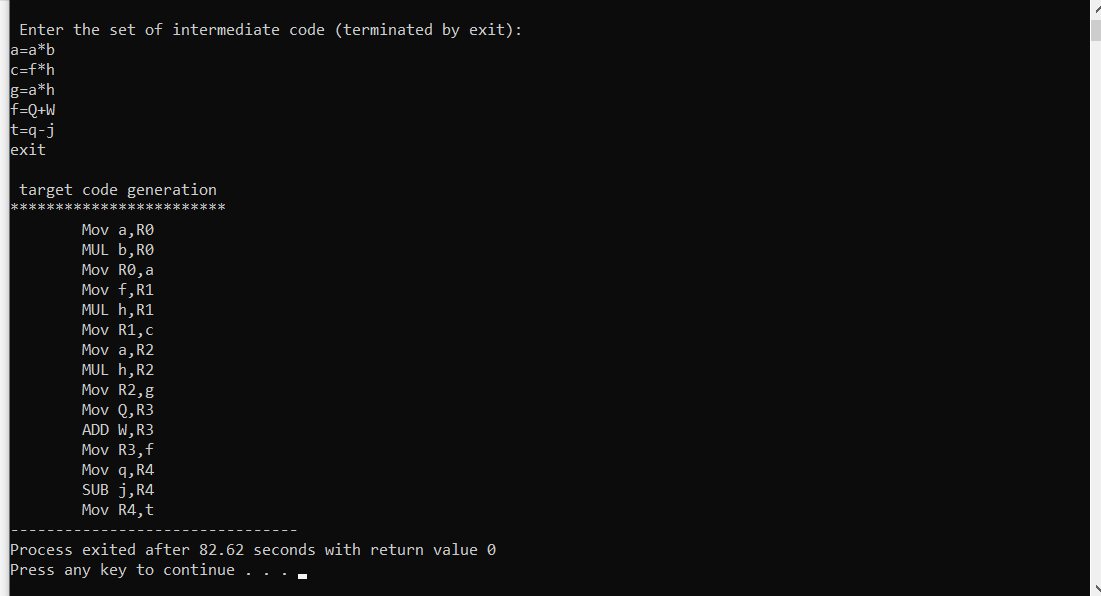 Enter the set of intermediate code (terminated by exit):
a=a*b
c=f*h
g=a*h
f=Q+W
t=q-j
exit
target code generation
************************
Mov a,R0
MUL b,R0
Mov R0,a
Mov f,R1
MUL h,R1
Mov R1,c
Mov a,R2
MUL h,R2
Mov R2,g
Mov Q,R3
ADD W,R3
Mov R3,f
Mov q,R4
SUB j,R4
Mov R4,t
--------------------------------
Process exited after 82.62 seconds with return value 0
Press any key to continue . . .